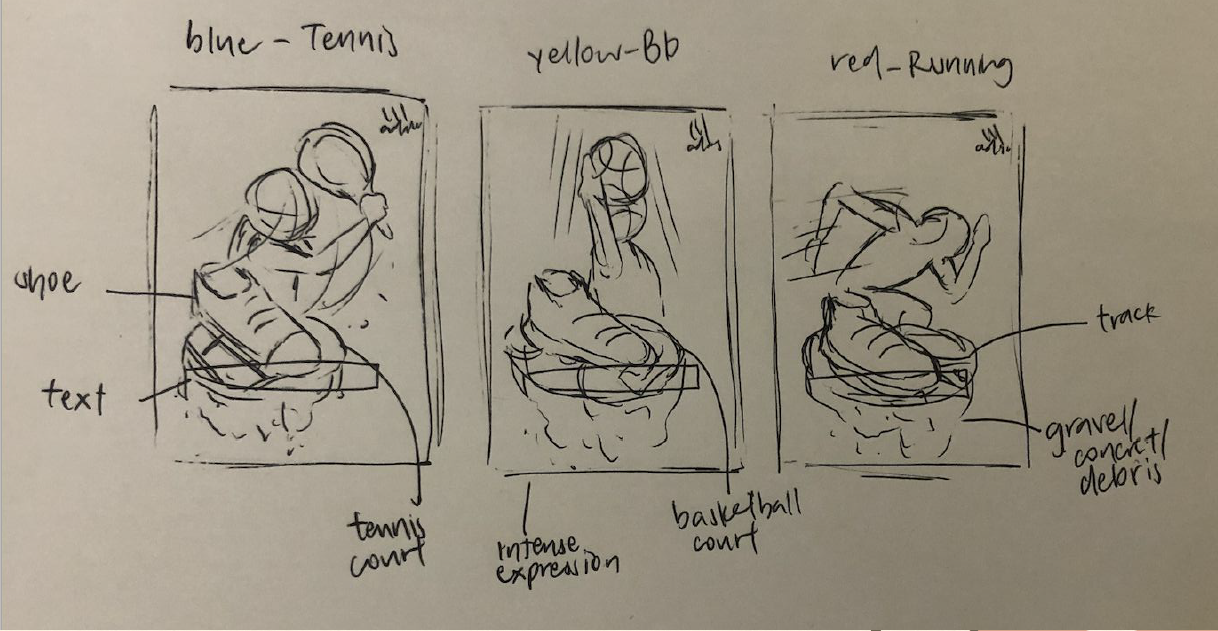 blue - Tennis
yellow-Bb
red-Running
shoe
text
track
gravel/
concret/
debris
tennis
court
intense
expression
basketball
court